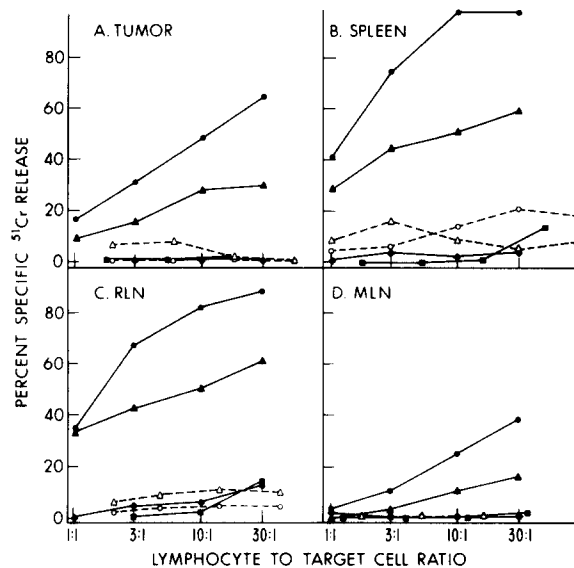 A. TUMOR
B. SPLEEN
80
60
40
20
0
C. RLN
D. MLN
80
60
40
20
0
1:1 3:1 10:1 30:1 1:1 3:1 10:1 30:1
PERCENT SPECIFIC ⁵¹Cr RELEASE
LYMPHOCYTE TO TARGET CELL RATIO